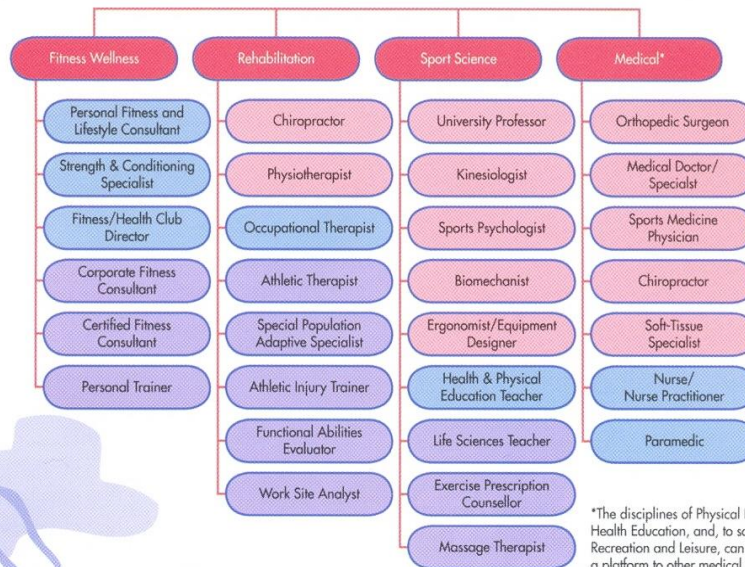 Fitness Wellness
Rehabilitation
Sport Science
Medical*
Personal Fitness and
Lifestyle Consultant
Strength & Conditioning
Specialist
Fitness/Health Club
Director
Corporate Fitness
Consultant
Certified Fitness
Consultant
Personal Trainer
Chiropractor
Physiotherapist
Occupational Therapist
Athletic Therapist
Special Population
Adaptive Specialist
Athletic Injury Trainer
Functional Abilities
Evaluator
Work Site Analyst
University Professor
Kinesiologist
Sports Psychologist
Biomechanist
Ergonomist/Equipment
Designer
Health & Physical
Education Teacher
Life Sciences Teacher
Exercise Prescription
Counsellor
Massage Therapist
Orthopedic Surgeon
Medical Doctor/
Specialst
Sports Medicine
Physician
Chiropractor
Soft-Tissue
Specialist
Nurse/
Nurse Practitioner
Paramedic
*The disciplines of Physical
Health Education, and, to
Recreation and Leisure, can
a platform to other medical